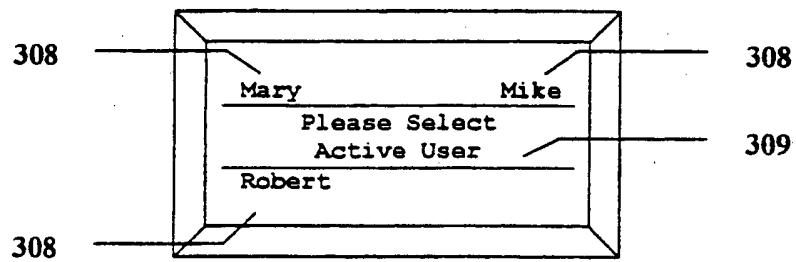 308 308
Mary Mike
Please Select
309
Active User
Robert
308